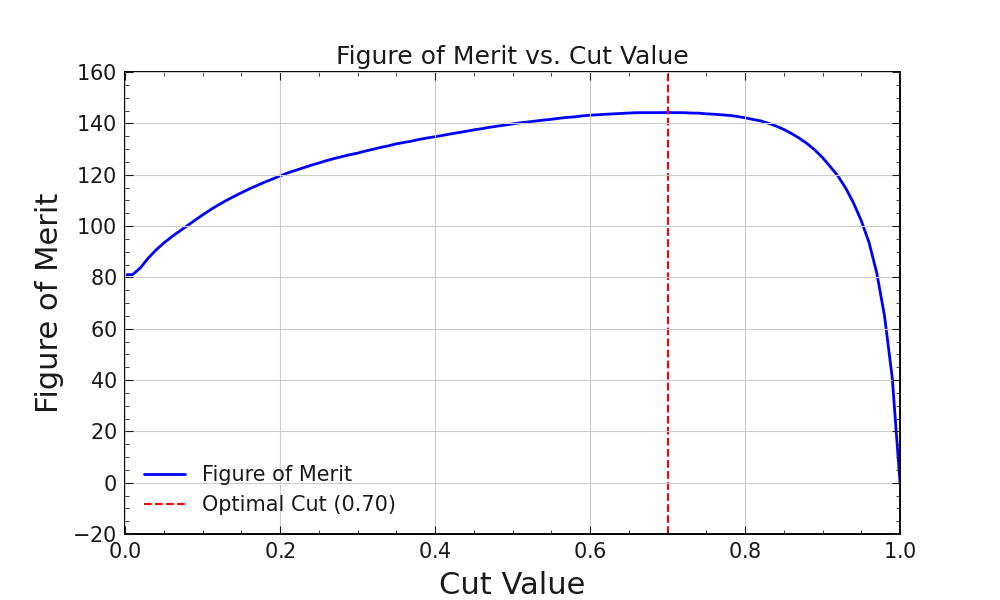 Figure of Merit vs. Cut Value
Figure of Merit
160
140
120
100
80
60
40
20
0
−20
Figure of Merit
Optimal Cut (0.70)
0.0 0.2 0.4 0.6 0.8 1.0
Cut Value